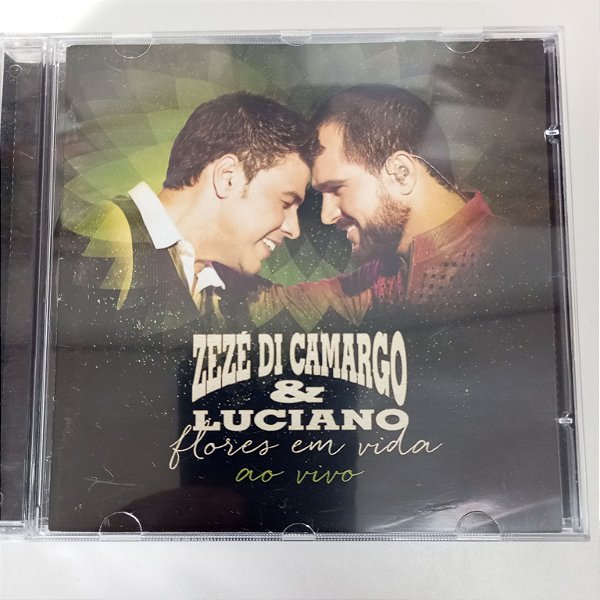 ZEZÉ DI CAMARGO
&
LUCIANO
flores em vida
ao vivo